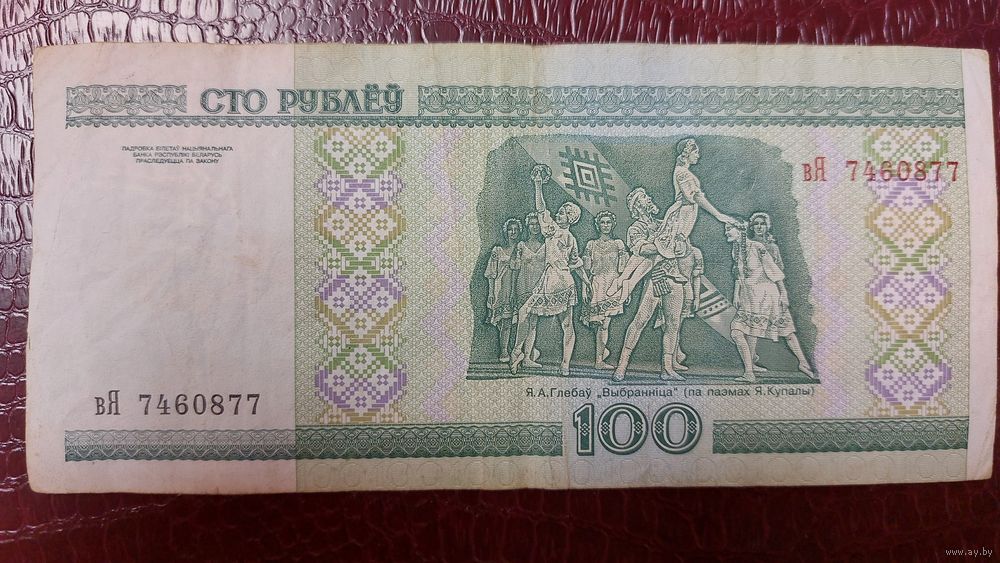 СТО РУБЛЁЎ
ПАДРОБКА БІЛЕТАЎ НАЦЫЯНАЛЬНАГА
БАНКА РЭСПУБЛІКІ БЕЛАРУСЬ
ПРАСЛЕДУЕЦЦА ПА ЗАКОНУ
вЯ 7460877
вЯ 7460877
Я.А.Глебаў „Выбранніца" (па паэмах Я.Купалы)
100
www.ay.by